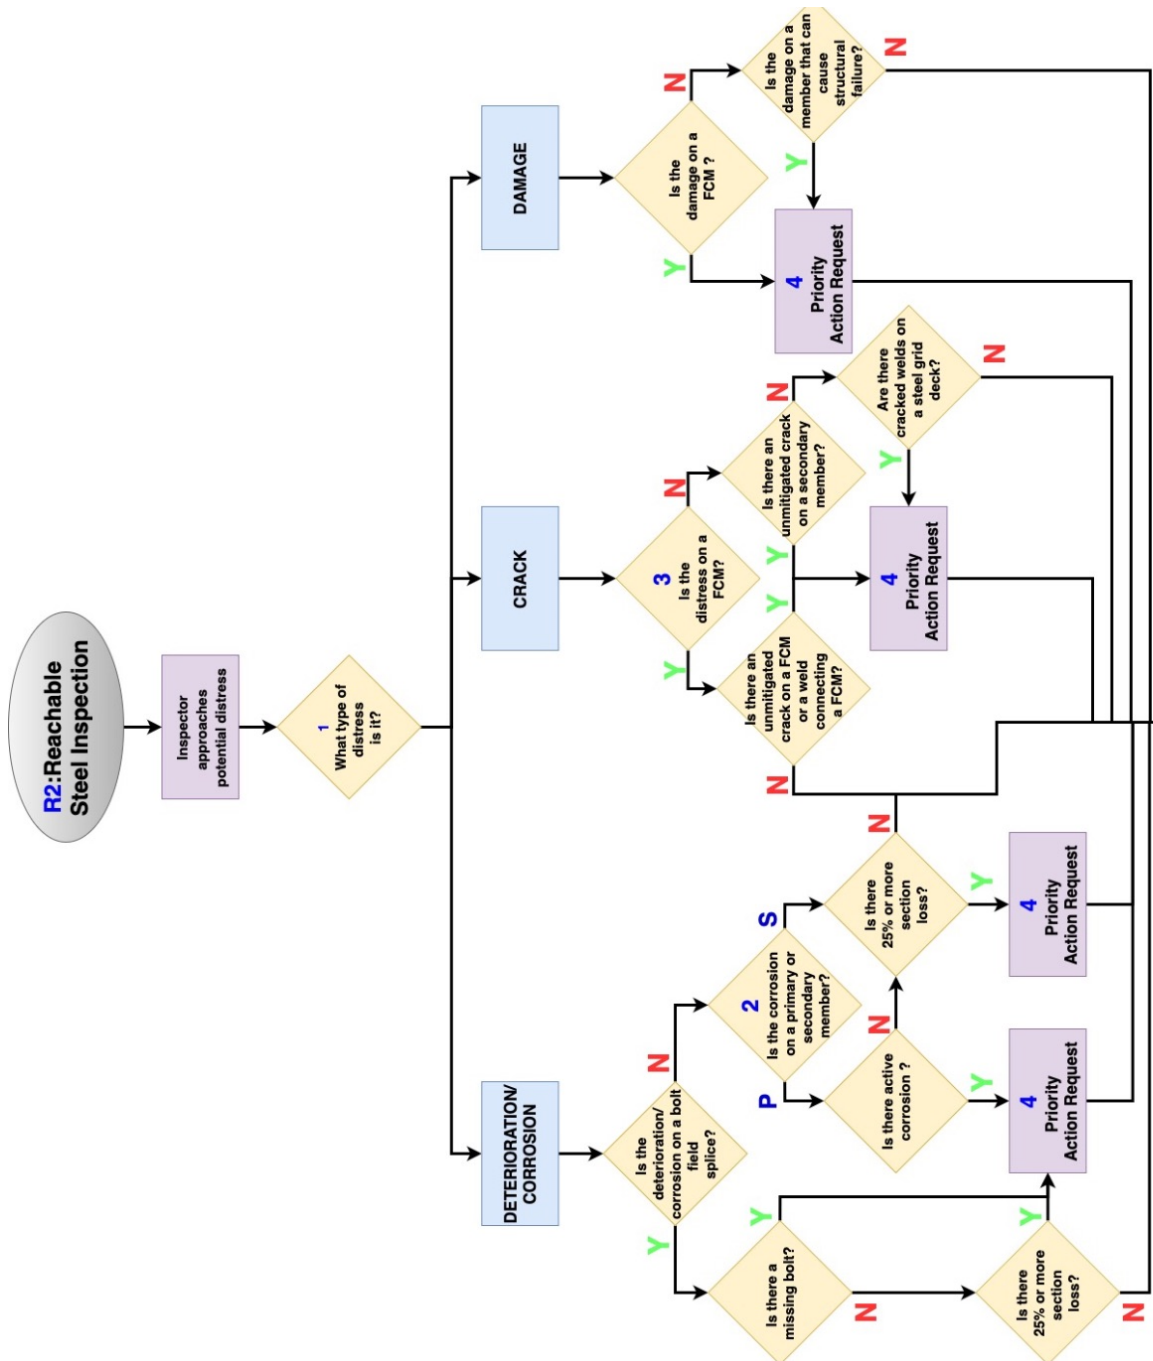 R2:Reachable
Steel Inspection
Inspector
approaches
potential distress
1
What type of
distress
is it?
DETERIORATION/
CORROSION
CRACK
DAMAGE
Is the
deterioration/
corrosion on a bolt
field
splice?
Y
N
Is there a
missing bolt?
Y
N
Is there
25% or more
section
loss?
Y
N
2
Is the corrosion
on a primary or
secondary
member?
P
S
Is there active
corrosion ?
N
Y
Is there
25% or more
section
loss?
N
Y
4
Priority
Action Request
4
Priority
Action Request
3
Is the
distress on a
FCM?
Y
N
Is there an
unmitigated
crack on a FCM
or a weld
connecting
a FCM?
N
Y
Is there an
unmitigated crack
on a secondary
member?
Y
N
Are there
cracked welds on
a steel grid
deck?
Y
N
4
Priority
Action Request
Is the
damage on a
FCM ?
Y
N
Is the
damage on a
member that can
cause
structural
failure?
Y
N
4
Priority
Action Request